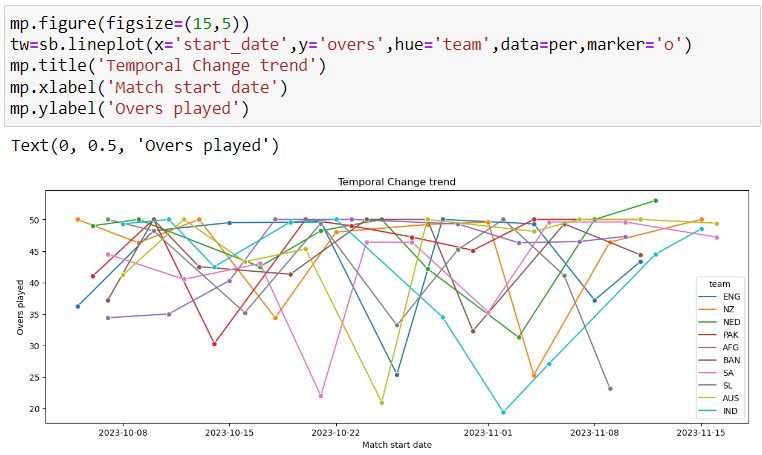 mp.figure(figsize=(15,5))
tw=sb.lineplot(x='start_date',y='overs',hue='team',data=per,marker='o')
mp.title('Temporal Change trend')
mp.xlabel('Match start date')
mp.ylabel('Overs played')
Text(0, 0.5, 'Overs played')
Temporal Change trend
Overs played
50
45
40
35
30
25
20
team
ENG
NZ
NED
PAK
AFG
BAN
SA
SL
AUS
IND
2023-10-08 2023-10-15 2023-10-22 2023-11-01 2023-11-08 2023-11-15
Match start date